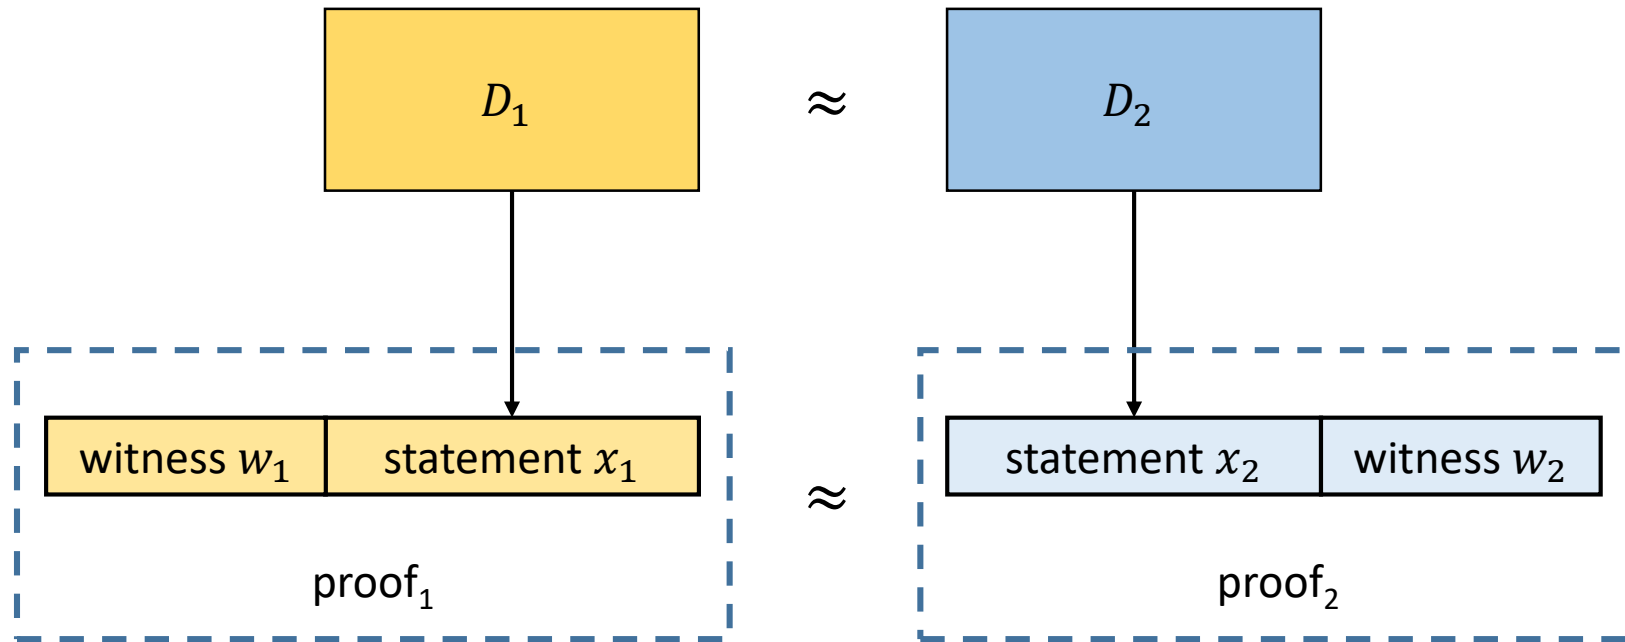 D₁ ≈ D₂
witness w₁ statement x₁ statement x₂ witness w₂
≈
proof₁ proof₂